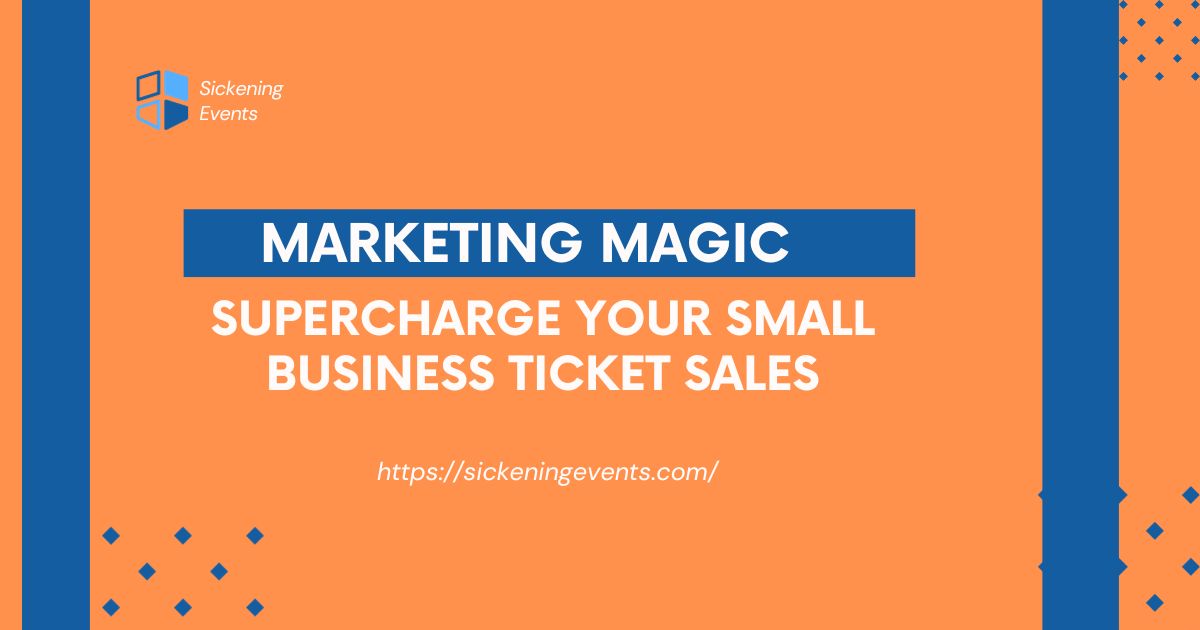 Sickening
Events
MARKETING MAGIC
SUPERCHARGE YOUR SMALL
BUSINESS TICKET SALES
https://sickeningevents.com/